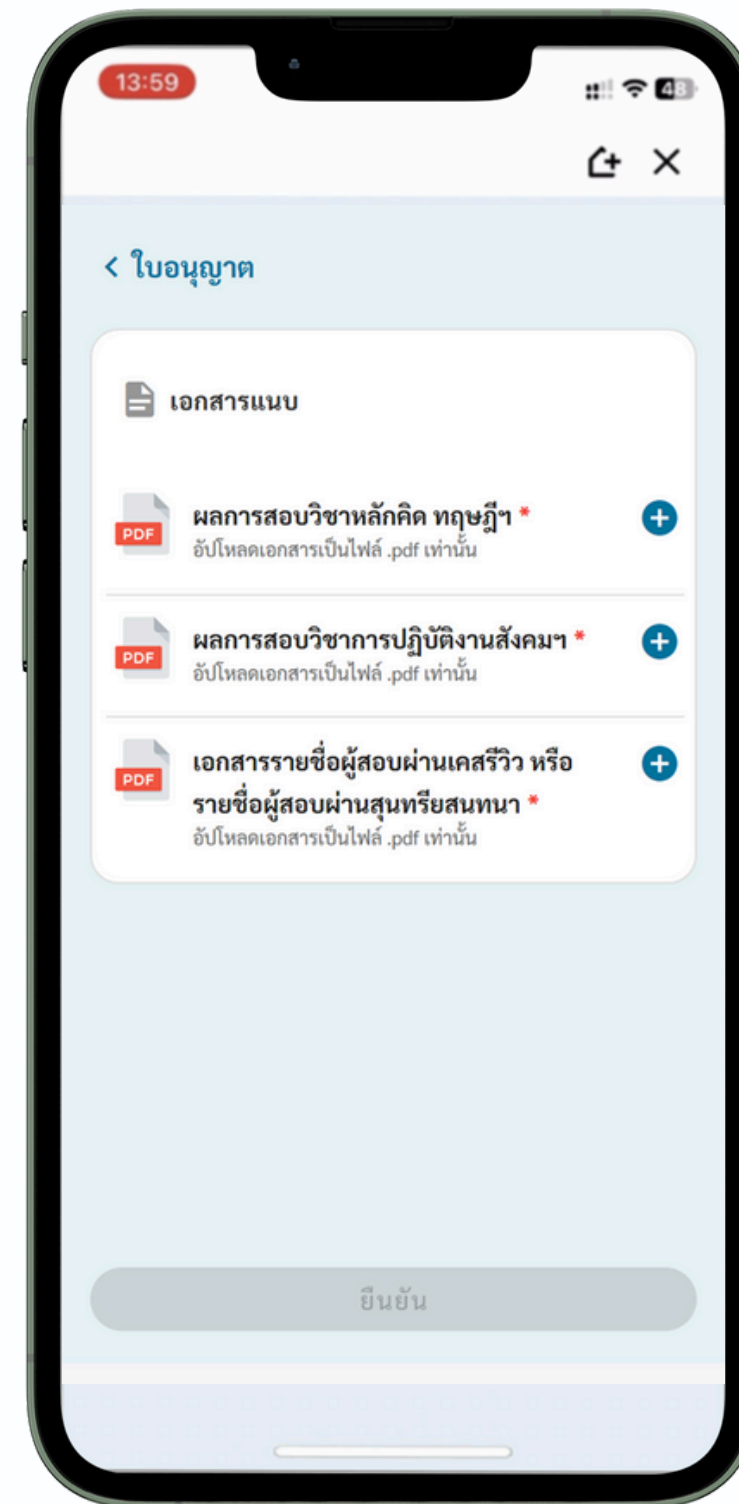 13:59
48
ใบอนุญาต
เอกสารแนบ
PDF
ผลการสอบวิชาหลักคิด ทฤษฎีฯ *
อัปโหลดเอกสารเป็นไฟล์ .pdf เท่านั้น
PDF
ผลการสอบวิชาการปฏิบัติงานสังคมฯ *
อัปโหลดเอกสารเป็นไฟล์ .pdf เท่านั้น
PDF
เอกสารรายชื่อผู้สอบผ่านเคสรีวิว หรือ
รายชื่อผู้สอบผ่านสุนทรียสนทนา *
อัปโหลดเอกสารเป็นไฟล์ .pdf เท่านั้น
ยืนยัน